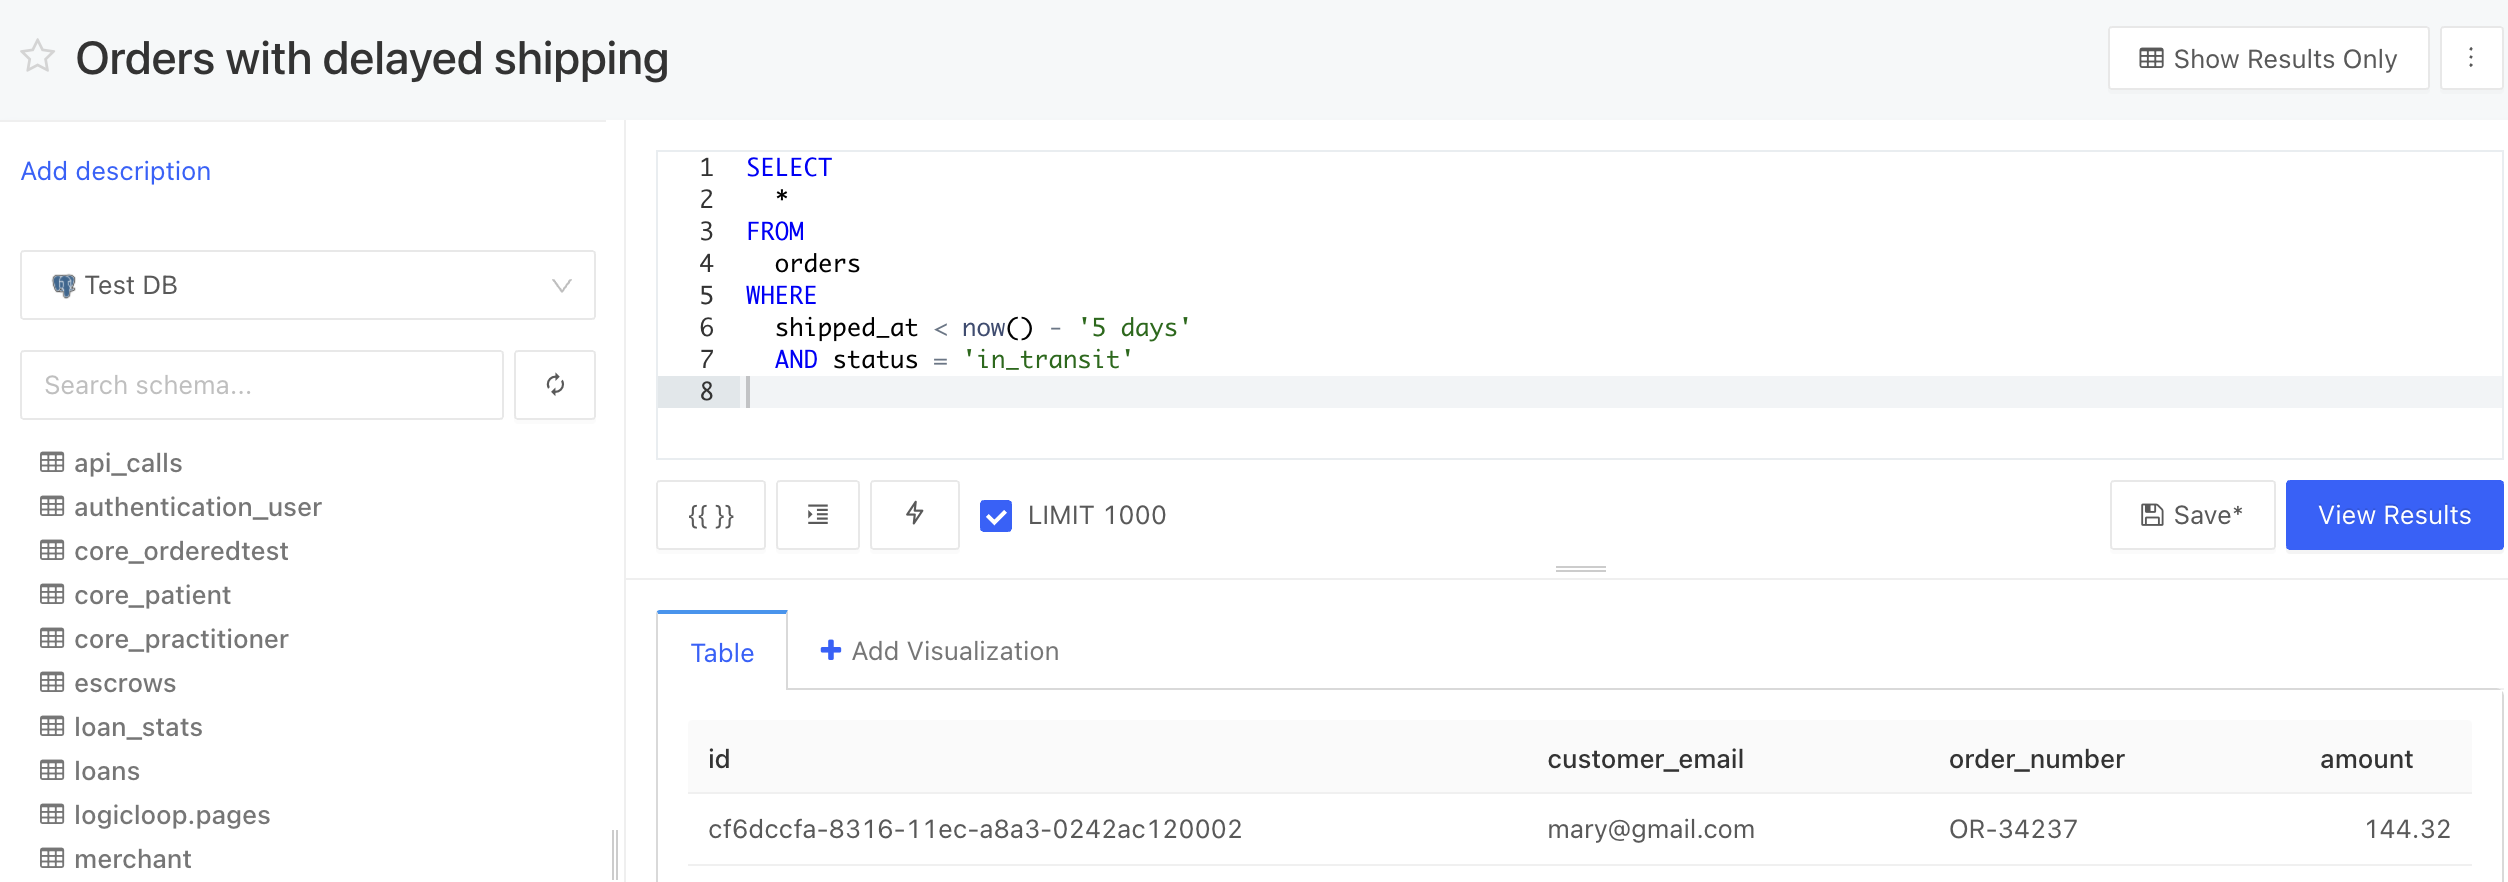 Orders with delayed shipping
Show Results Only
Add description
Test DB
Search schema...
api_calls
authentication_user
core_orderedtest
core_patient
core_practitioner
escrows
loan_stats
loans
logicloop.pages
merchant
1 SELECT
2 *
3 FROM
4 orders
5 WHERE
6 shipped_at < now() - '5 days'
7 AND status = 'in_transit'
8
{{ }}
LIMIT 1000
Save*
View Results
Table
Add Visualization
id customer_email order_number amount
cf6dccfa-8316-11ec-a8a3-0242ac120002 mary@gmail.com OR-34237 144.32